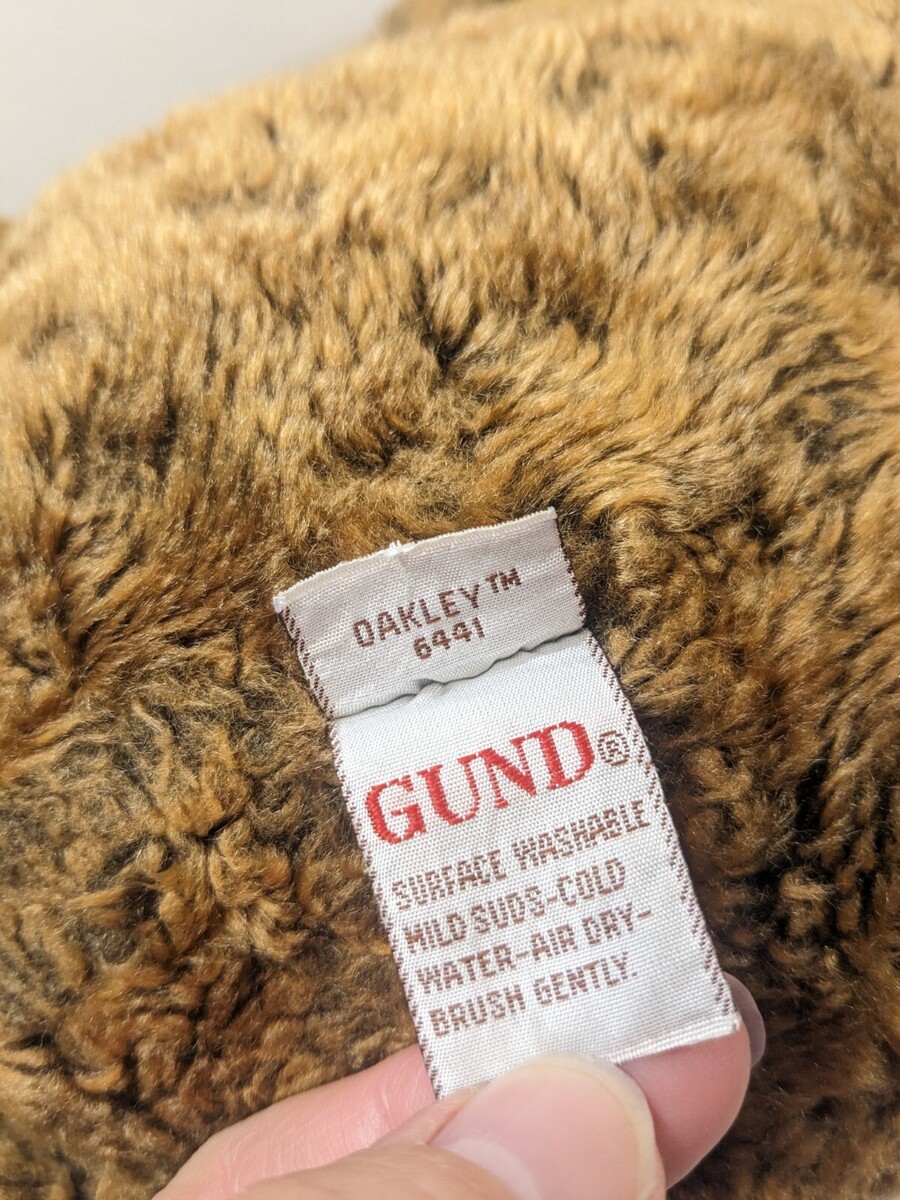 OAKLEY™
6441
GUND®
SURFACE WASHABLE
MILD SUDS-COLD
WATER-AIR DRY-
BRUSH GENTLY.